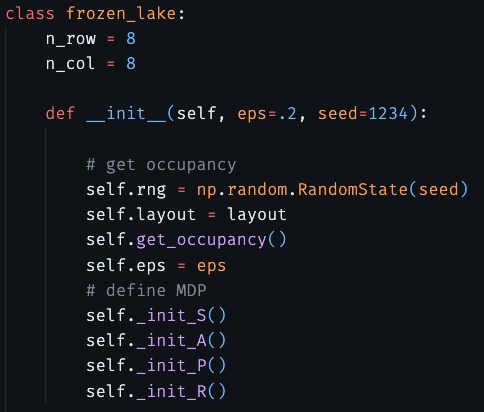 class frozen_lake:
    n_row = 8
    n_col = 8

    def __init__(self, eps=.2, seed=1234):

        # get occupancy
        self.rng = np.random.RandomState(seed)
        self.layout = layout
        self.get_occupancy()
        self.eps = eps
        # define MDP
        self._init_S()
        self._init_A()
        self._init_P()
        self._init_R()